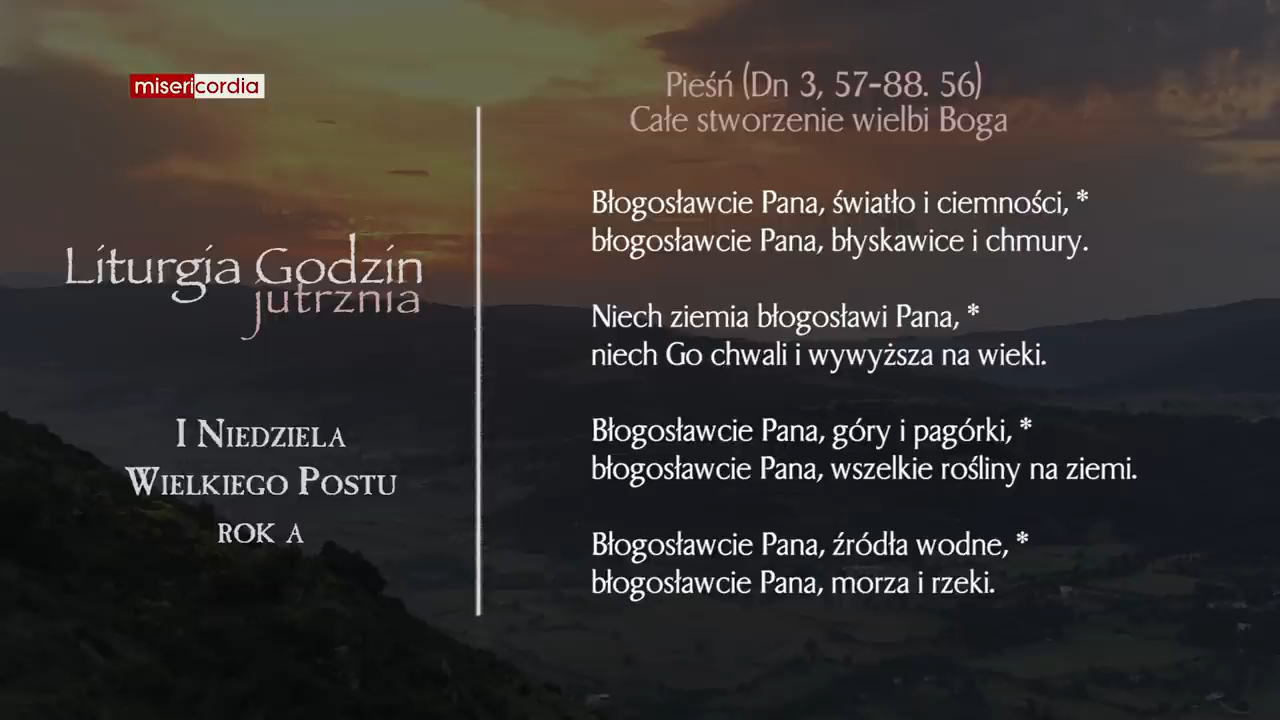 misericordia
Liturgia Godzin
jutrznia
I Niedziela
Wielkiego Postu
rok a
Pieśń (Dn 3, 57-88. 56)
Całe stworzenie wielbi Boga
Błogosławcie Pana, światło i ciemności, *
błogosławcie Pana, błyskawice i chmury.
Niech ziemia błogosławi Pana, *
niech Go chwali i wywyższa na wieki.
Błogosławcie Pana, góry i pagórki, *
błogosławcie Pana, wszelkie rośliny na ziemi.
Błogosławcie Pana, źródła wodne, *
błogosławcie Pana, morza i rzeki.